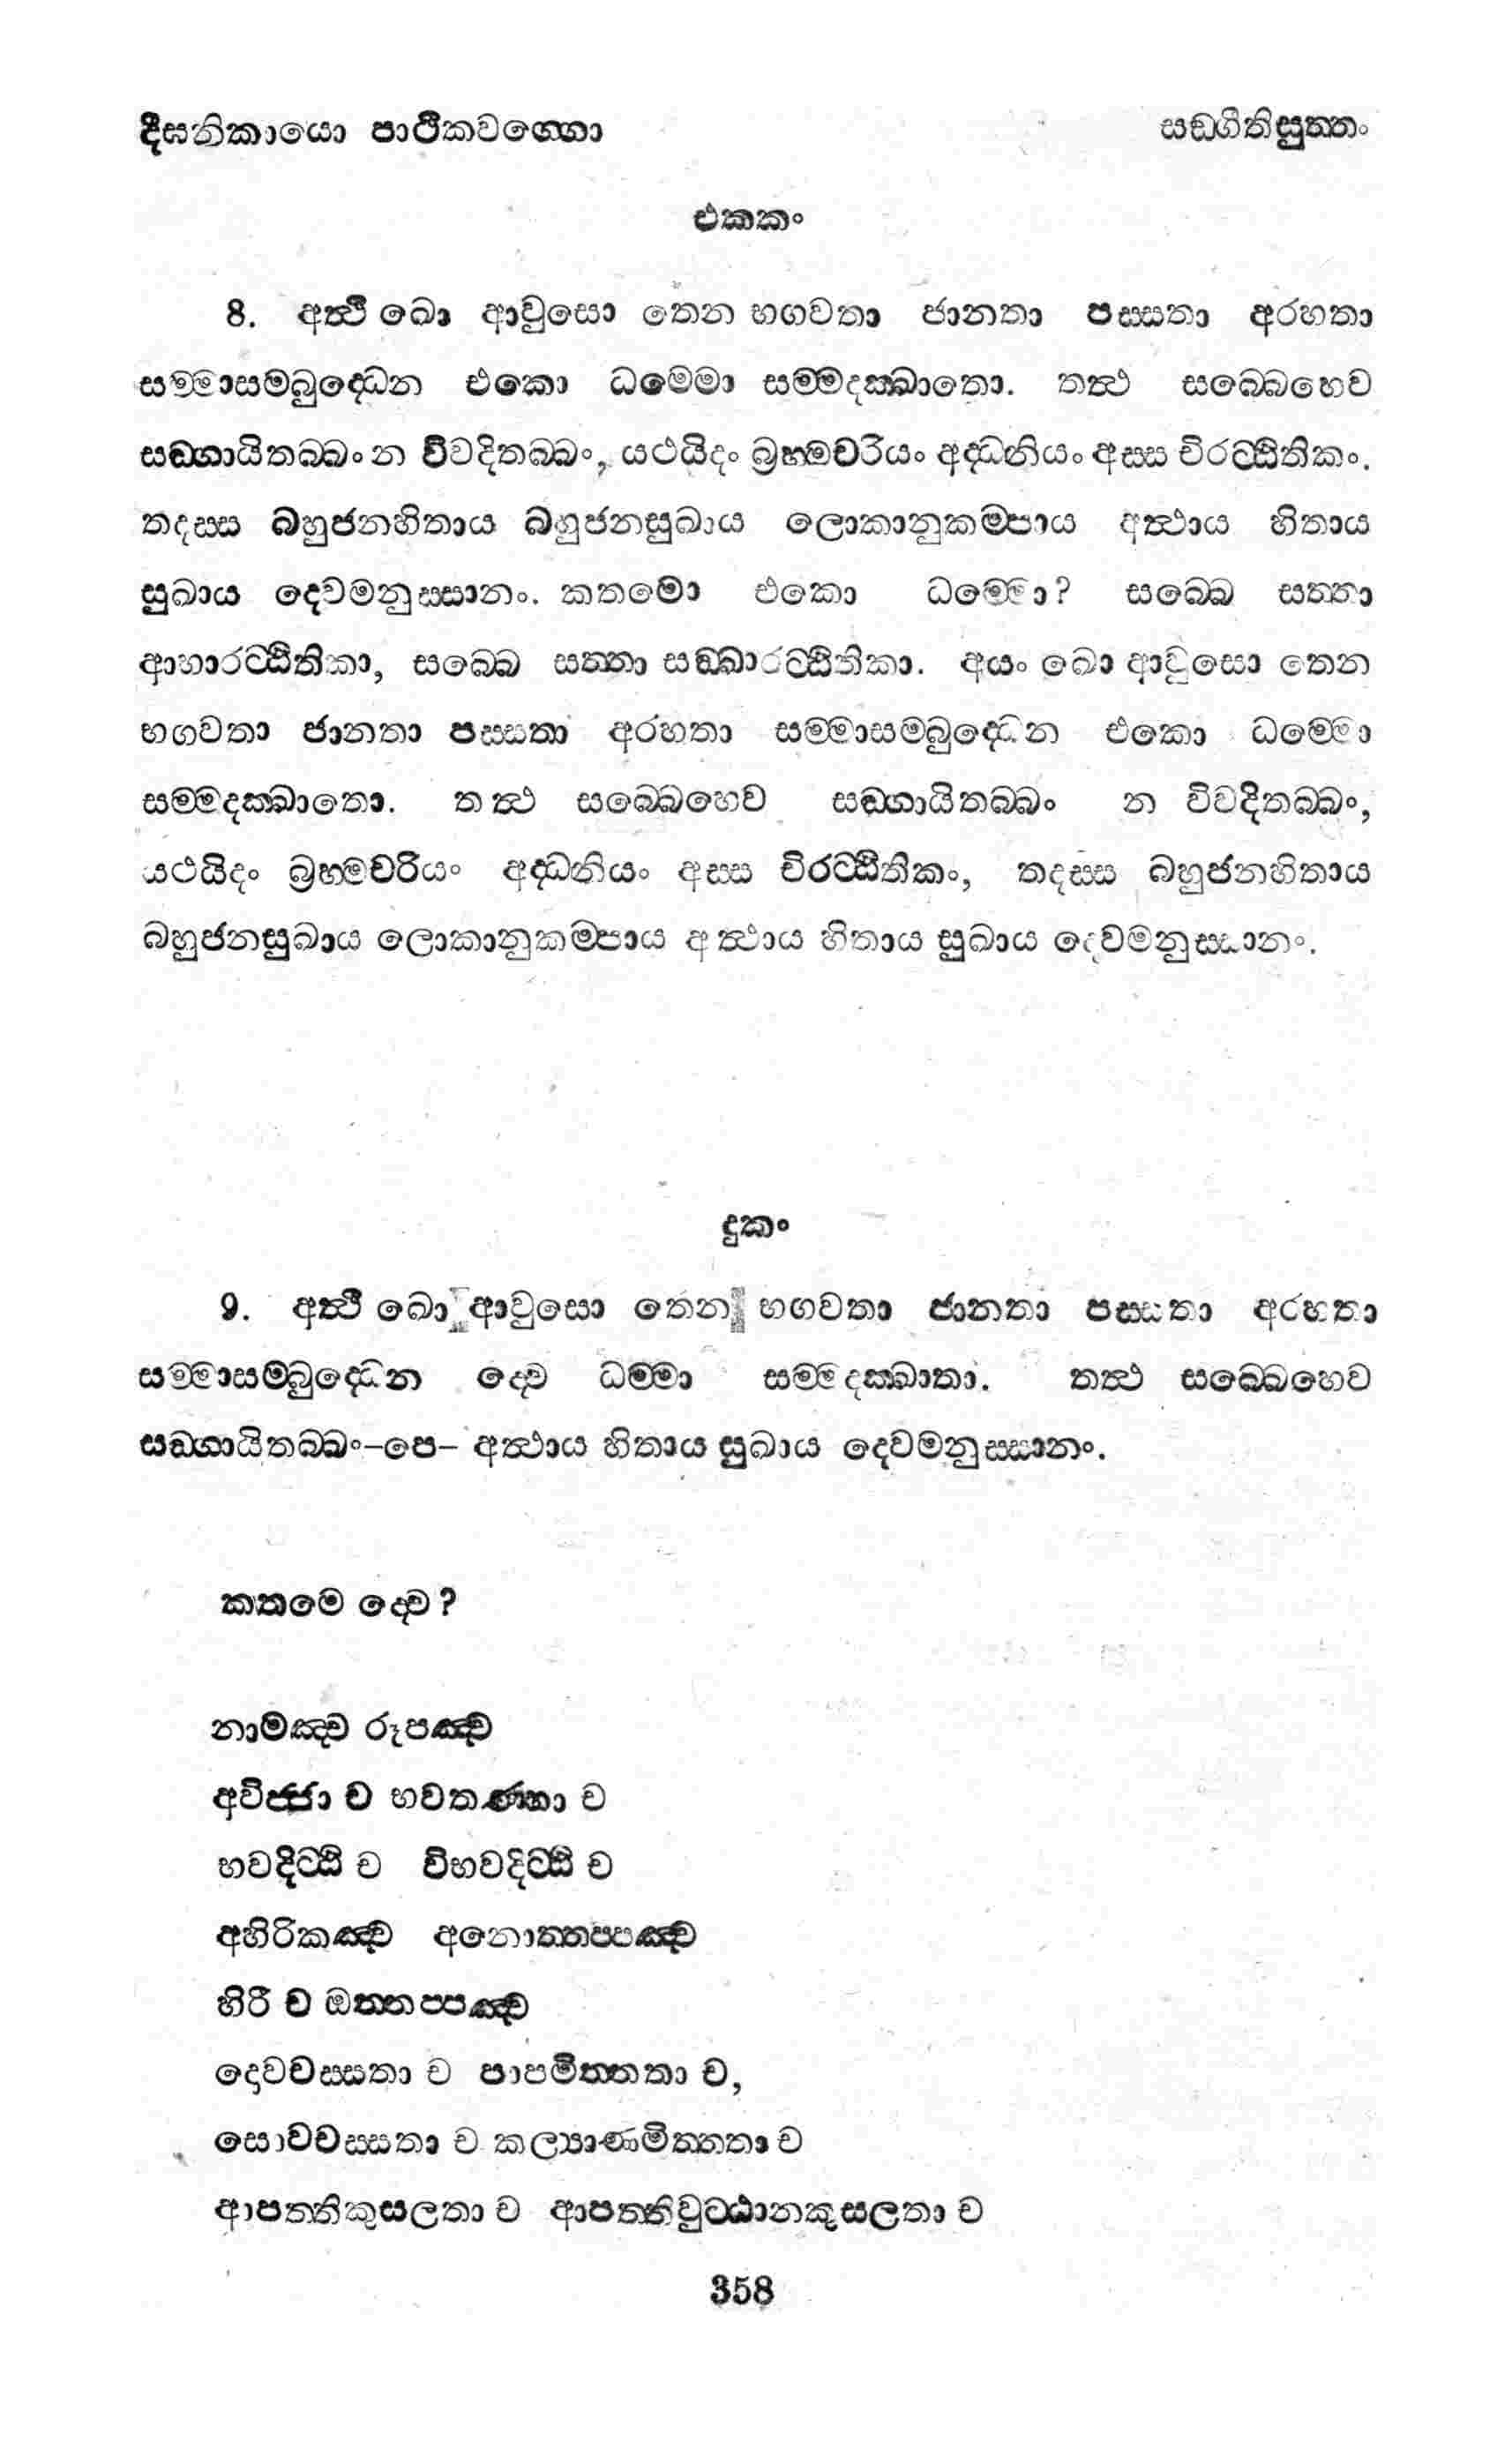 දීඝනිකායො පාථිකවග්ගො
සඞ්ගීතිසුත්තං
එකකං
8. අත්ථි ඛො ආවුසො තෙන භගවතා ජානතා පස්සතා අරහතා
සම්මාසම්බුද්ධෙන එකො ධම්මො සම්මදක්ඛාතො. තත්ථ සබ්බෙහෙව
සඞ්ගායිතබ්බං න විවදිතබ්බං, යථයිදං බ්‍රහ්මචරියං අද්ධනියං අස්ස චිරට්ඨිතිකං.
තදස්ස බහුජනහිතාය බහුජනසුඛාය ලොකානුකම්පාය අත්ථාය හිතාය
සුඛාය දෙවමනුස්සානං. කතමො එකො ධම්මො? සබ්බෙ සත්තා
ආහාරට්ඨිතිකා, සබ්බෙ සත්තා සඞ්ඛාරට්ඨිතිකා. අයං ඛො ආවුසො තෙන
භගවතා ජානතා පස්සතා අරහතා සම්මාසම්බුද්ධෙන එකො ධම්මො
සම්මදක්ඛාතො. තත්ථ සබ්බෙහෙව සඞ්ගායිතබ්බං න විවදිතබ්බං,
යථයිදං බ්‍රහ්මචරියං අද්ධනියං අස්ස චිරට්ඨිතිකං, තදස්ස බහුජනහිතාය
බහුජනසුඛාය ලොකානුකම්පාය අත්ථාය හිතාය සුඛාය දෙවමනුස්සානං.
දුකං
9. අත්ථි ඛො ආවුසො තෙන භගවතා ජානතා පස්සතා අරහතා
සම්මාසම්බුද්ධෙන ද්වෙ ධම්මා සම්මදක්ඛාතා. තත්ථ සබ්බෙහෙව
සඞ්ගායිතබ්බං–පෙ– අත්ථාය හිතාය සුඛාය දෙවමනුස්සානං.
කතමෙ ද්වෙ?
නාමඤ්ච රූපඤ්ච
අවිජ්ජා ච භවතණ්හා ච
භවදිට්ඨි ච විභවදිට්ඨි ච
අහිරිකඤ්ච අනොත්තප්පඤ්ච
හිරී ච ඔත්තප්පඤ්ච
දොවචස්සතා ච පාපමිත්තතා ච,
සොවචස්සතා ච කල්‍යාණමිත්තතා ච
ආපත්තිකුසලතා ච ආපත්තිවුට්ඨානකුසලතා ච
358